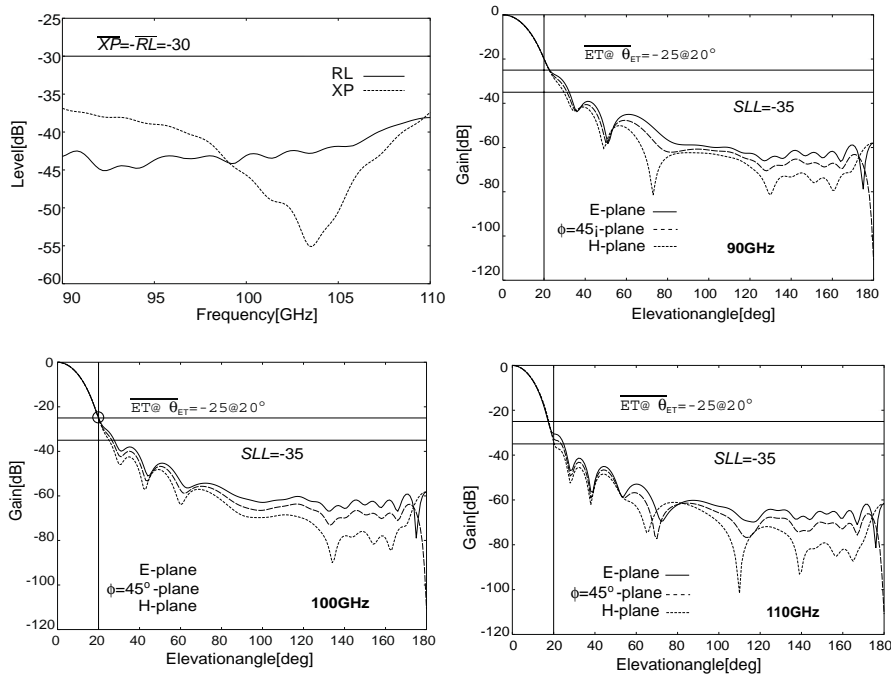 -25
-30
-35
-40
-45
-50
-55
-60
Level[dB]
XP=-RL=-30
RL
XP
90
95
100
105
110
Frequency[GHz]
0
-20
-40
-60
-80
-100
-120
Gain[dB]
ET@ θET=-25@20°
SLL=-35
E-plane
ϕ=45¡-plane
H-plane
90GHz
0
20
40
60
80
100
120
140
160
180
Elevationangle[deg]
0
-20
-40
-60
-80
-100
-120
Gain[dB]
ET@ θET=-25@20°
SLL=-35
E-plane
ϕ=45° -plane
H-plane
100GHz
0
20
40
60
80
100
120
140
160
180
Elevationangle[deg]
0
-20
-40
-60
-80
-100
-120
Gain[dB]
ET@ θET=-25@20°
SLL=-35
E-plane
ϕ=45° -plane
H-plane
110GHz
0
20
40
60
80
100
120
140
160
180
Elevationangle[deg]